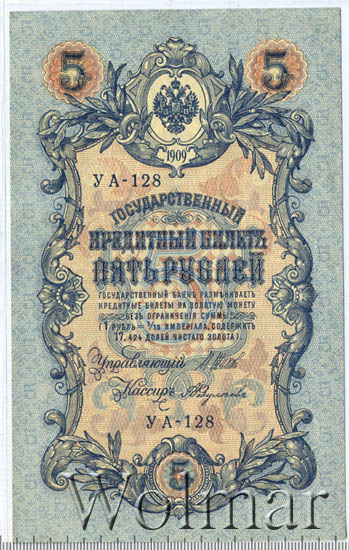 5 5
1909
УА-128
ГОСУДАРСТВЕННЫЙ
КРЕДИТНЫЙ БИЛЕТЪ
ПЯТЬ РУБЛЕЙ
ГОСУДАРСТВЕННЫЙ БАНКЪ РАЗМѢНИВАЕТЪ
КРЕДИТНЫЕ БИЛЕТЫ НА ЗОЛОТУЮ МОНЕТУ
БЕЗЪ ОГРАНИЧЕНІЯ СУММЫ
(1 РУБЛЬ = 1/15 ИМПЕРІАЛА, СОДЕРЖИТЪ
17,424 ДОЛЕЙ ЧИСТАГО ЗОЛОТА)
Управляющій
Кассиръ
УА-128
5
Wolmar